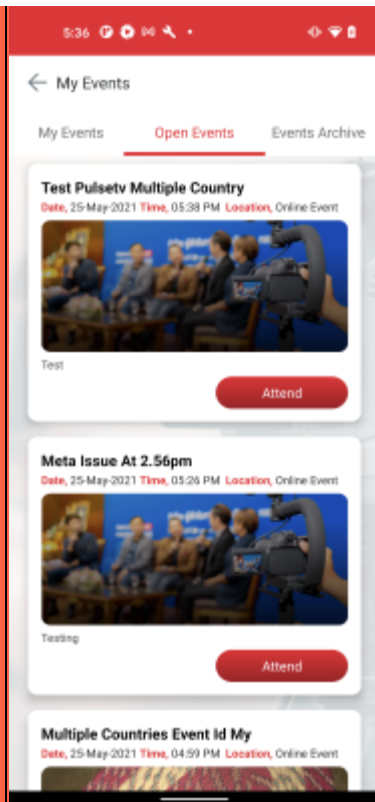 5:36
My Events
My Events Open Events Events Archive
Test Pulsetv Multiple Country
Date, 25-May-2021 Time, 05:38 PM Location, Online Event
Test
Attend
Meta Issue At 2.56pm
Date, 25-May-2021 Time, 05:26 PM Location, Online Event
Testing
Attend
Multiple Countries Event Id My
Date, 25-May-2021 Time, 04:59 PM Location, Online Event